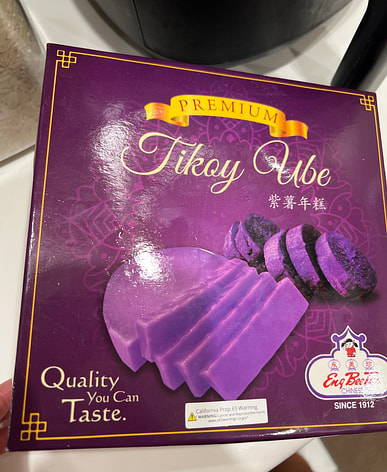 PREMIUM
Tikoy Ube
紫薯年糕
Quality
You Can
Taste.
California Prop.65 Warning
Eng Bee Tin
CHINESE
SINCE 1912